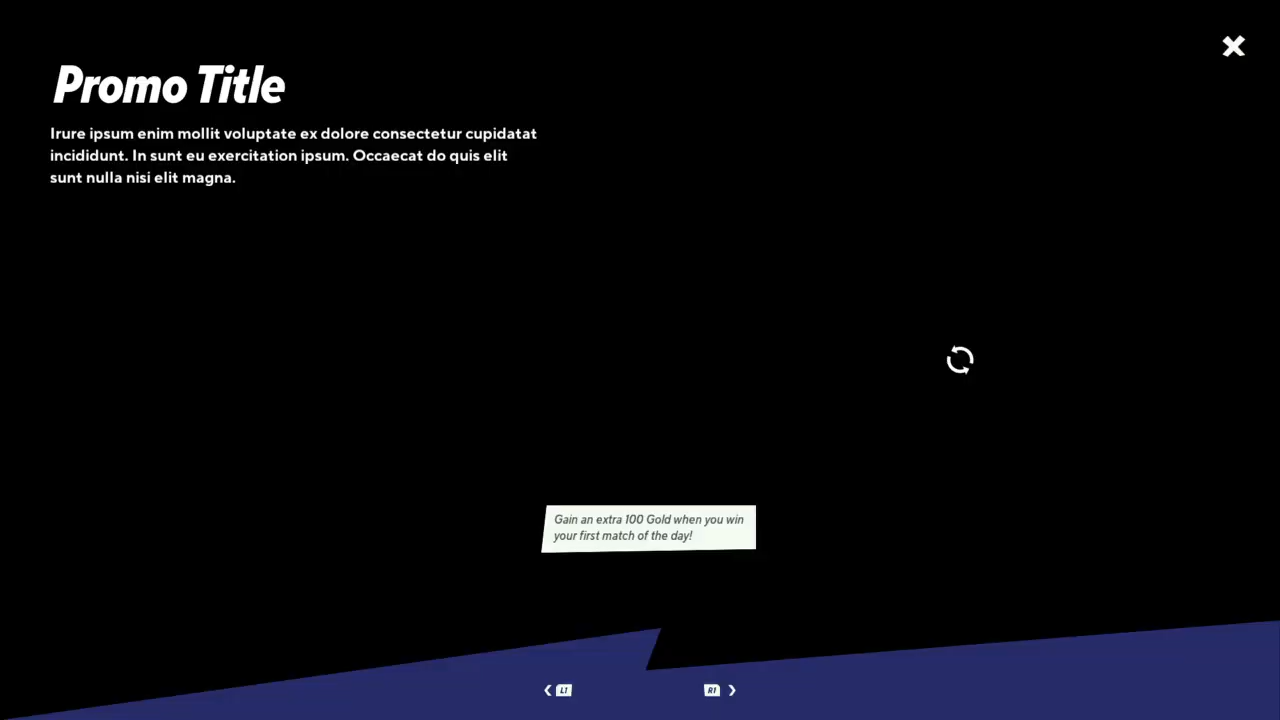 Promo Title
Irure ipsum enim mollit voluptate ex dolore consectetur cupidatat
incididunt. In sunt eu exercitation ipsum. Occaecat do quis elit
sunt nulla nisi elit magna.
Gain an extra 100 Gold when you win
your first match of the day!
L1 R1